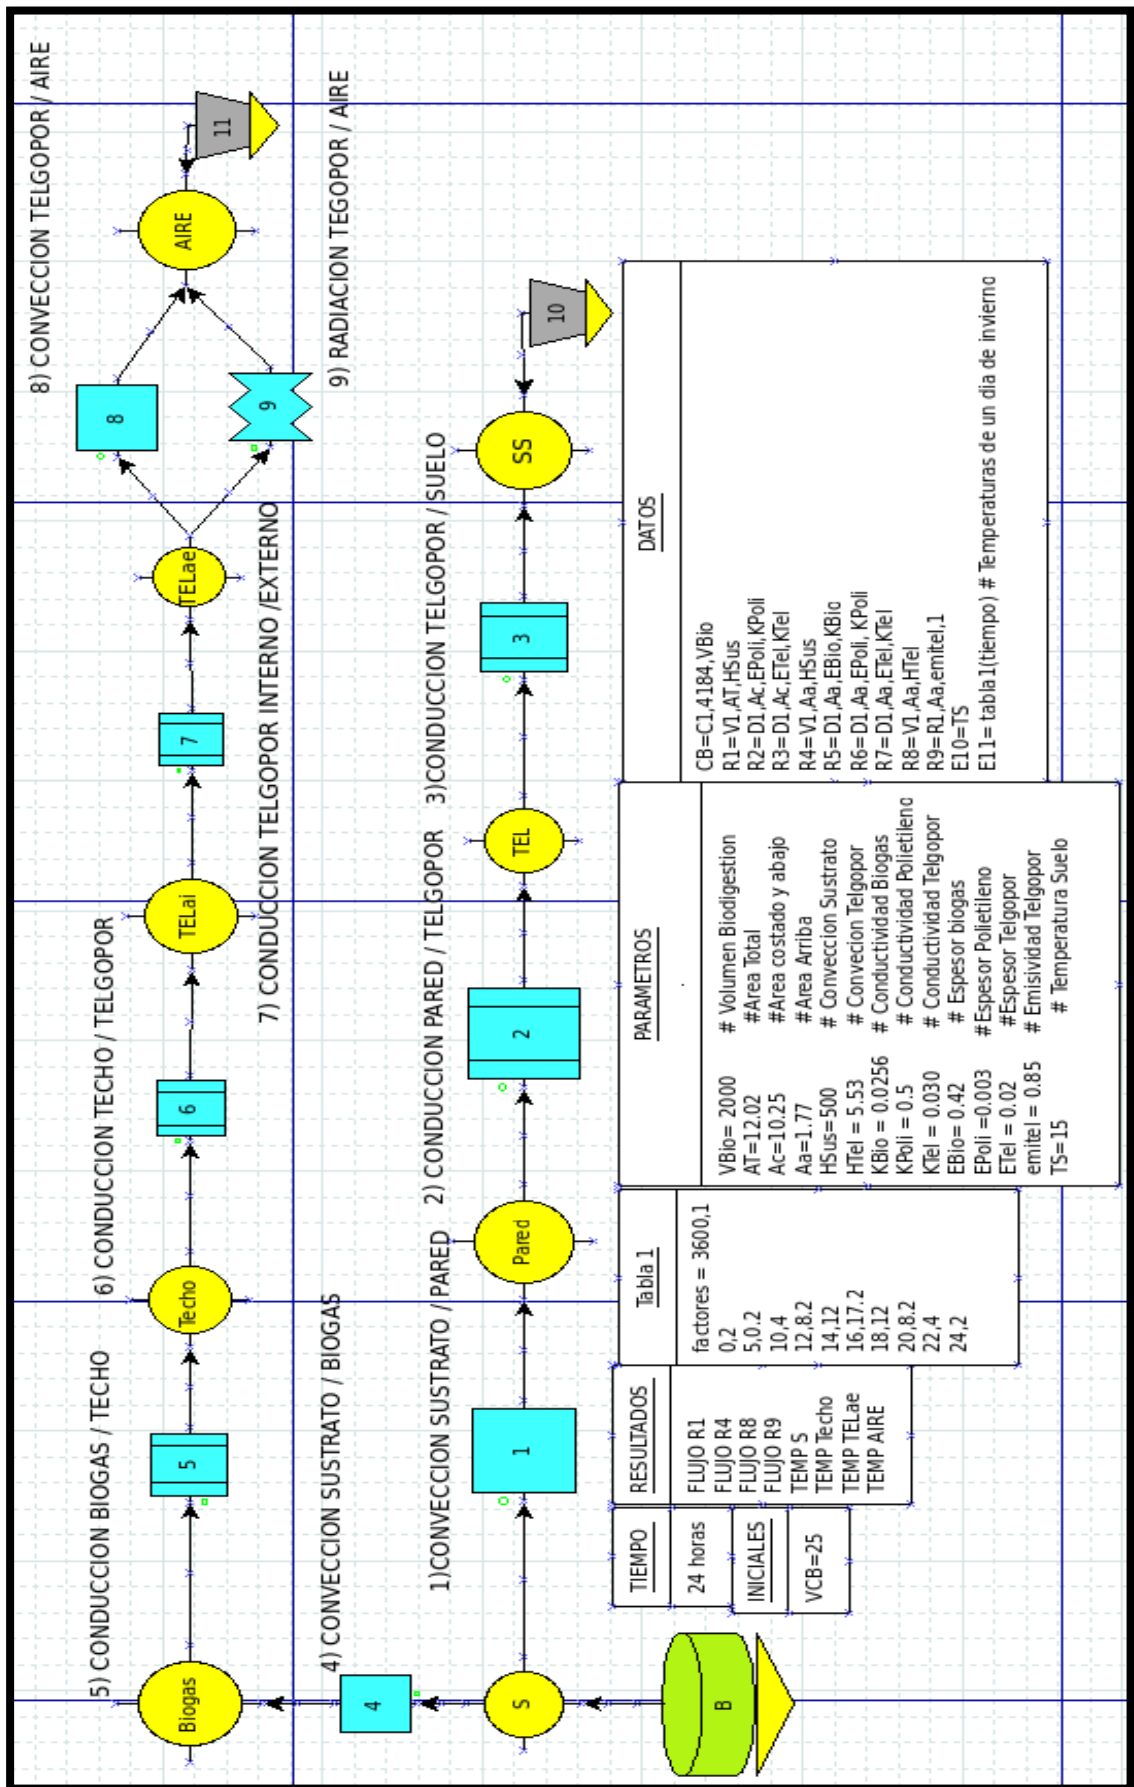 5) CONDUCCION BIOGAS / TECHO
6) CONDUCCION TECHO / TELGOPOR
8) CONVECCION TELGOPOR / AIRE
Biogas
5
Techo
6
TELai
7
TELae
8
9
AIRE
11
7) CONDUCCION TELGOPOR INTERNO /EXTERNO
9) RADIACION TEGOPOR / AIRE
4) CONVECCION SUSTRATO / BIOGAS
4
1)CONVECCION SUSTRATO / PARED
2) CONDUCCION PARED / TELGOPOR
3)CONDUCCION TELGOPOR / SUELO
S
1
Pared
2
TEL
3
SS
10
B
TIEMPO
24 horas
INICIALES
VCB=25
RESULTADOS
FLUJO R1
FLUJO R4
FLUJO R8
FLUJO R9
TEMP S
TEMP Techo
TEMP TELae
TEMP AIRE
Tabla 1
factores = 3600,1
0,2
5,0.2
10,4
12,8.2
14,12
16,17.2
18,12
20,8.2
22,4
24,2
PARAMETROS
VBio= 2000 # Volumen Biodigestion
AT=12.02 #Area Total
Ac=10.25 #Area costado y abajo
Aa=1.77 #Area Arriba
HSus=500 # Conveccion Sustrato
HTel = 5.53 # Convecion Telgopor
KBio = 0.0256 # Conductividad Biogas
KPoli = 0.5 # Conductividad Polietileno
KTel = 0.030 # Conductividad Telgopor
EBio= 0.42 # Espesor biogas
EPoli =0.003 #Espesor Polietileno
ETel = 0.02 #Espesor Telgopor
emitel = 0.85 # Emisividad Telgopor
TS=15 # Temperatura Suelo
DATOS
CB=C1,4184,VBio
R1=V1,AT,HSus
R2=D1,Ac,EPoli,KPoli
R3=D1,Ac,ETel,KTel
R4=V1,Aa,HSus
R5=D1,Aa,EBio,KBio
R6=D1,Aa,EPoli, KPoli
R7=D1,Aa,ETel,KTel
R8=V1,Aa,HTel
R9=R1,Aa,emitel,1
E10=TS
E11= tabla1(tiempo) # Temperaturas de un dia de invierno